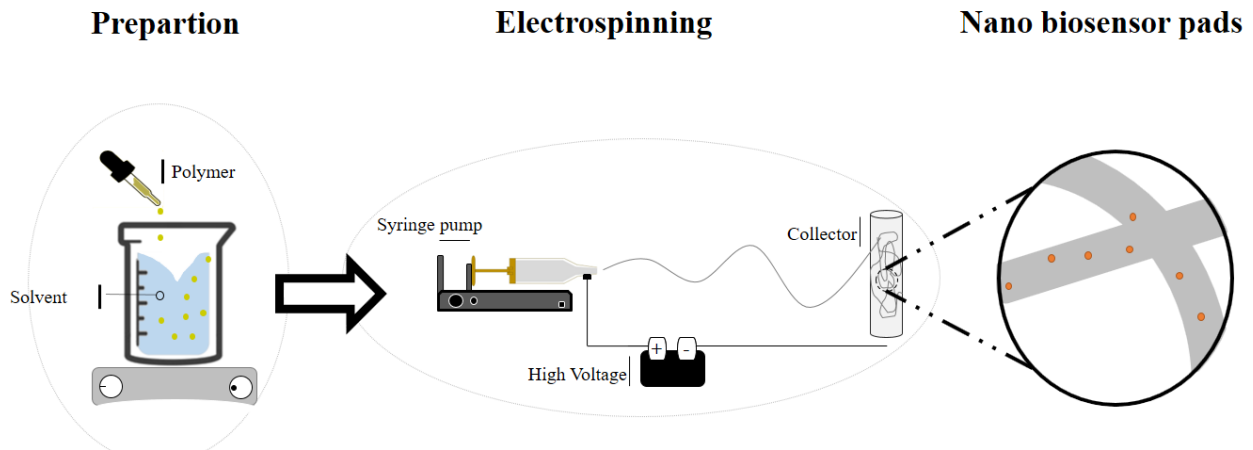 Prepartion
Electrospinning
Nano biosensor pads
Polymer
Solvent
Syringe pump
Collector
High Voltage
+ -